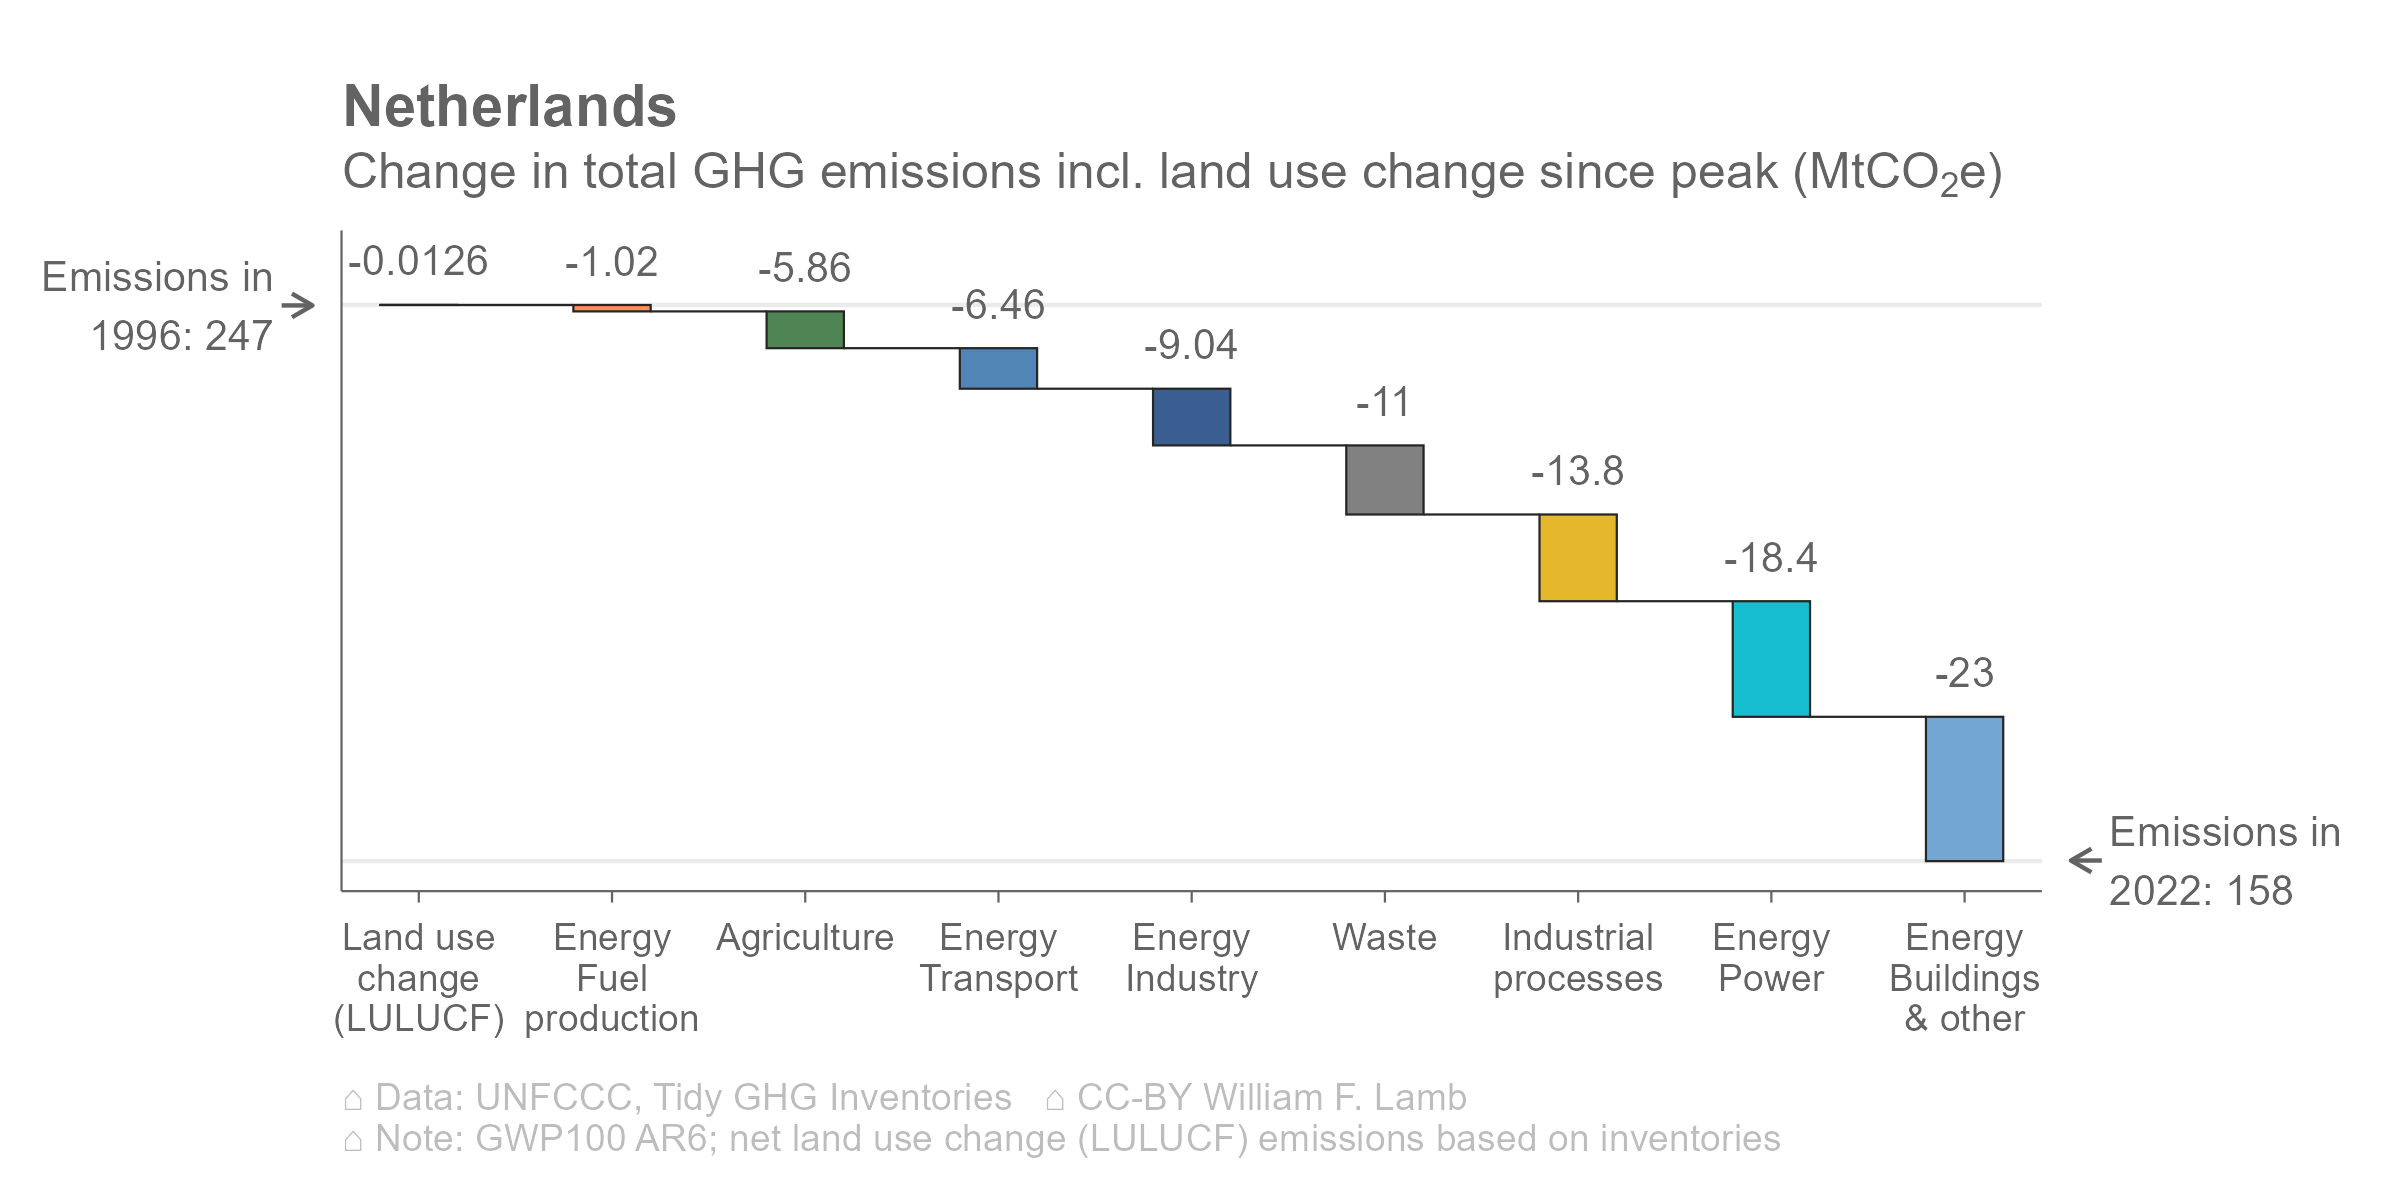 Netherlands
Change in total GHG emissions incl. land use change since peak (MtCO₂e)
Emissions in
1996: 247
-0.0126
-1.02
-5.86
-6.46
-9.04
-11
-13.8
-18.4
-23
Emissions in
2022: 158
Land use
change
(LULUCF)
Energy
Fuel
production
Agriculture
Energy
Transport
Energy
Industry
Waste
Industrial
processes
Energy
Power
Energy
Buildings
& other
⌂ Data: UNFCCC, Tidy GHG Inventories ⌂ CC-BY William F. Lamb
⌂ Note: GWP100 AR6; net land use change (LULUCF) emissions based on inventories